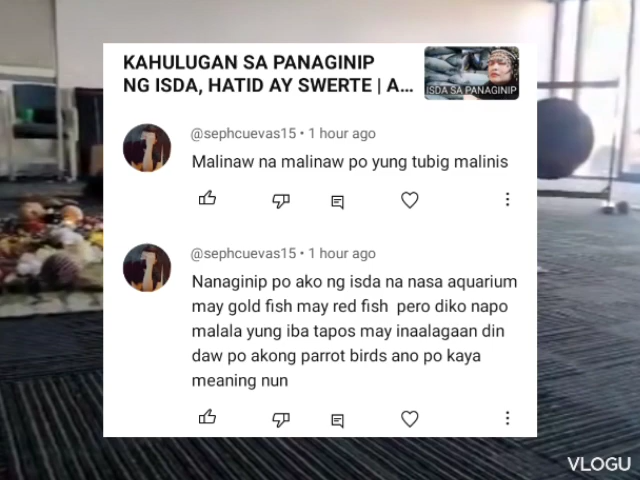 KAHULUGAN SA PANAGINIP
NG ISDA, HATID AY SWERTE | A...
ISDA SA PANAGINIP
@sephcuevas15 • 1 hour ago
Malinaw na malinaw po yung tubig malinis
@sephcuevas15 • 1 hour ago
Nanaginip po ako ng isda na nasa aquarium
may gold fish may red fish pero diko napo
malala yung iba tapos may inaalagaan din
daw po akong parrot birds ano po kaya
meaning nun
VLOGU